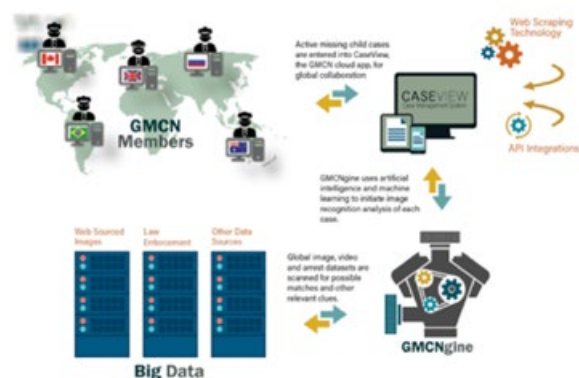 GMCN
Members
Active missing child cases
are entered into CaseView,
the GMCN cloud app, for
global collaboration
Web Scraping
Technology
CASEVIEW
Case Management System
API Integrations
GMCNgine uses artificial
intelligence and machine
learning to initiate image
recognition analysis of each
case.
Web Sourced
Images
Law
Enforcement
Other Data
Sources
Global image, video
and arrest datasets are
scanned for possible
matches and other
relevant clues.
Big Data
GMCNgine